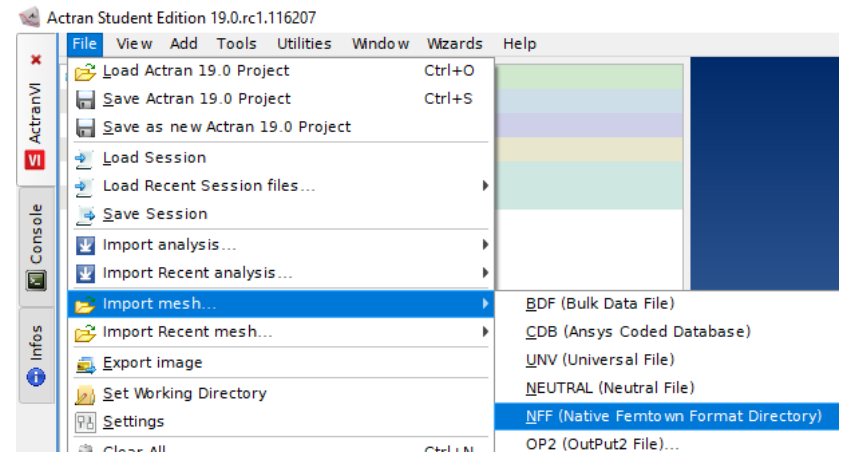 Actran Student Edition 19.0.rc1.116207
File View Add Tools Utilities Window Wizards Help
Load Actran 19.0 Project Ctrl+O
Save Actran 19.0 Project Ctrl+S
Save as new Actran 19.0 Project
Load Session
Load Recent Session files...
Save Session
Import analysis...
Import Recent analysis...
Import mesh...
Import Recent mesh...
Export image
Set Working Directory
Settings
Clear All Ctrl+N
BDF (Bulk Data File)
CDB (Ansys Coded Database)
UNV (Universal File)
NEUTRAL (Neutral File)
NFF (Native Femtown Format Directory)
OP2 (OutPut2 File)...
VI ActranVI
Console
Infos